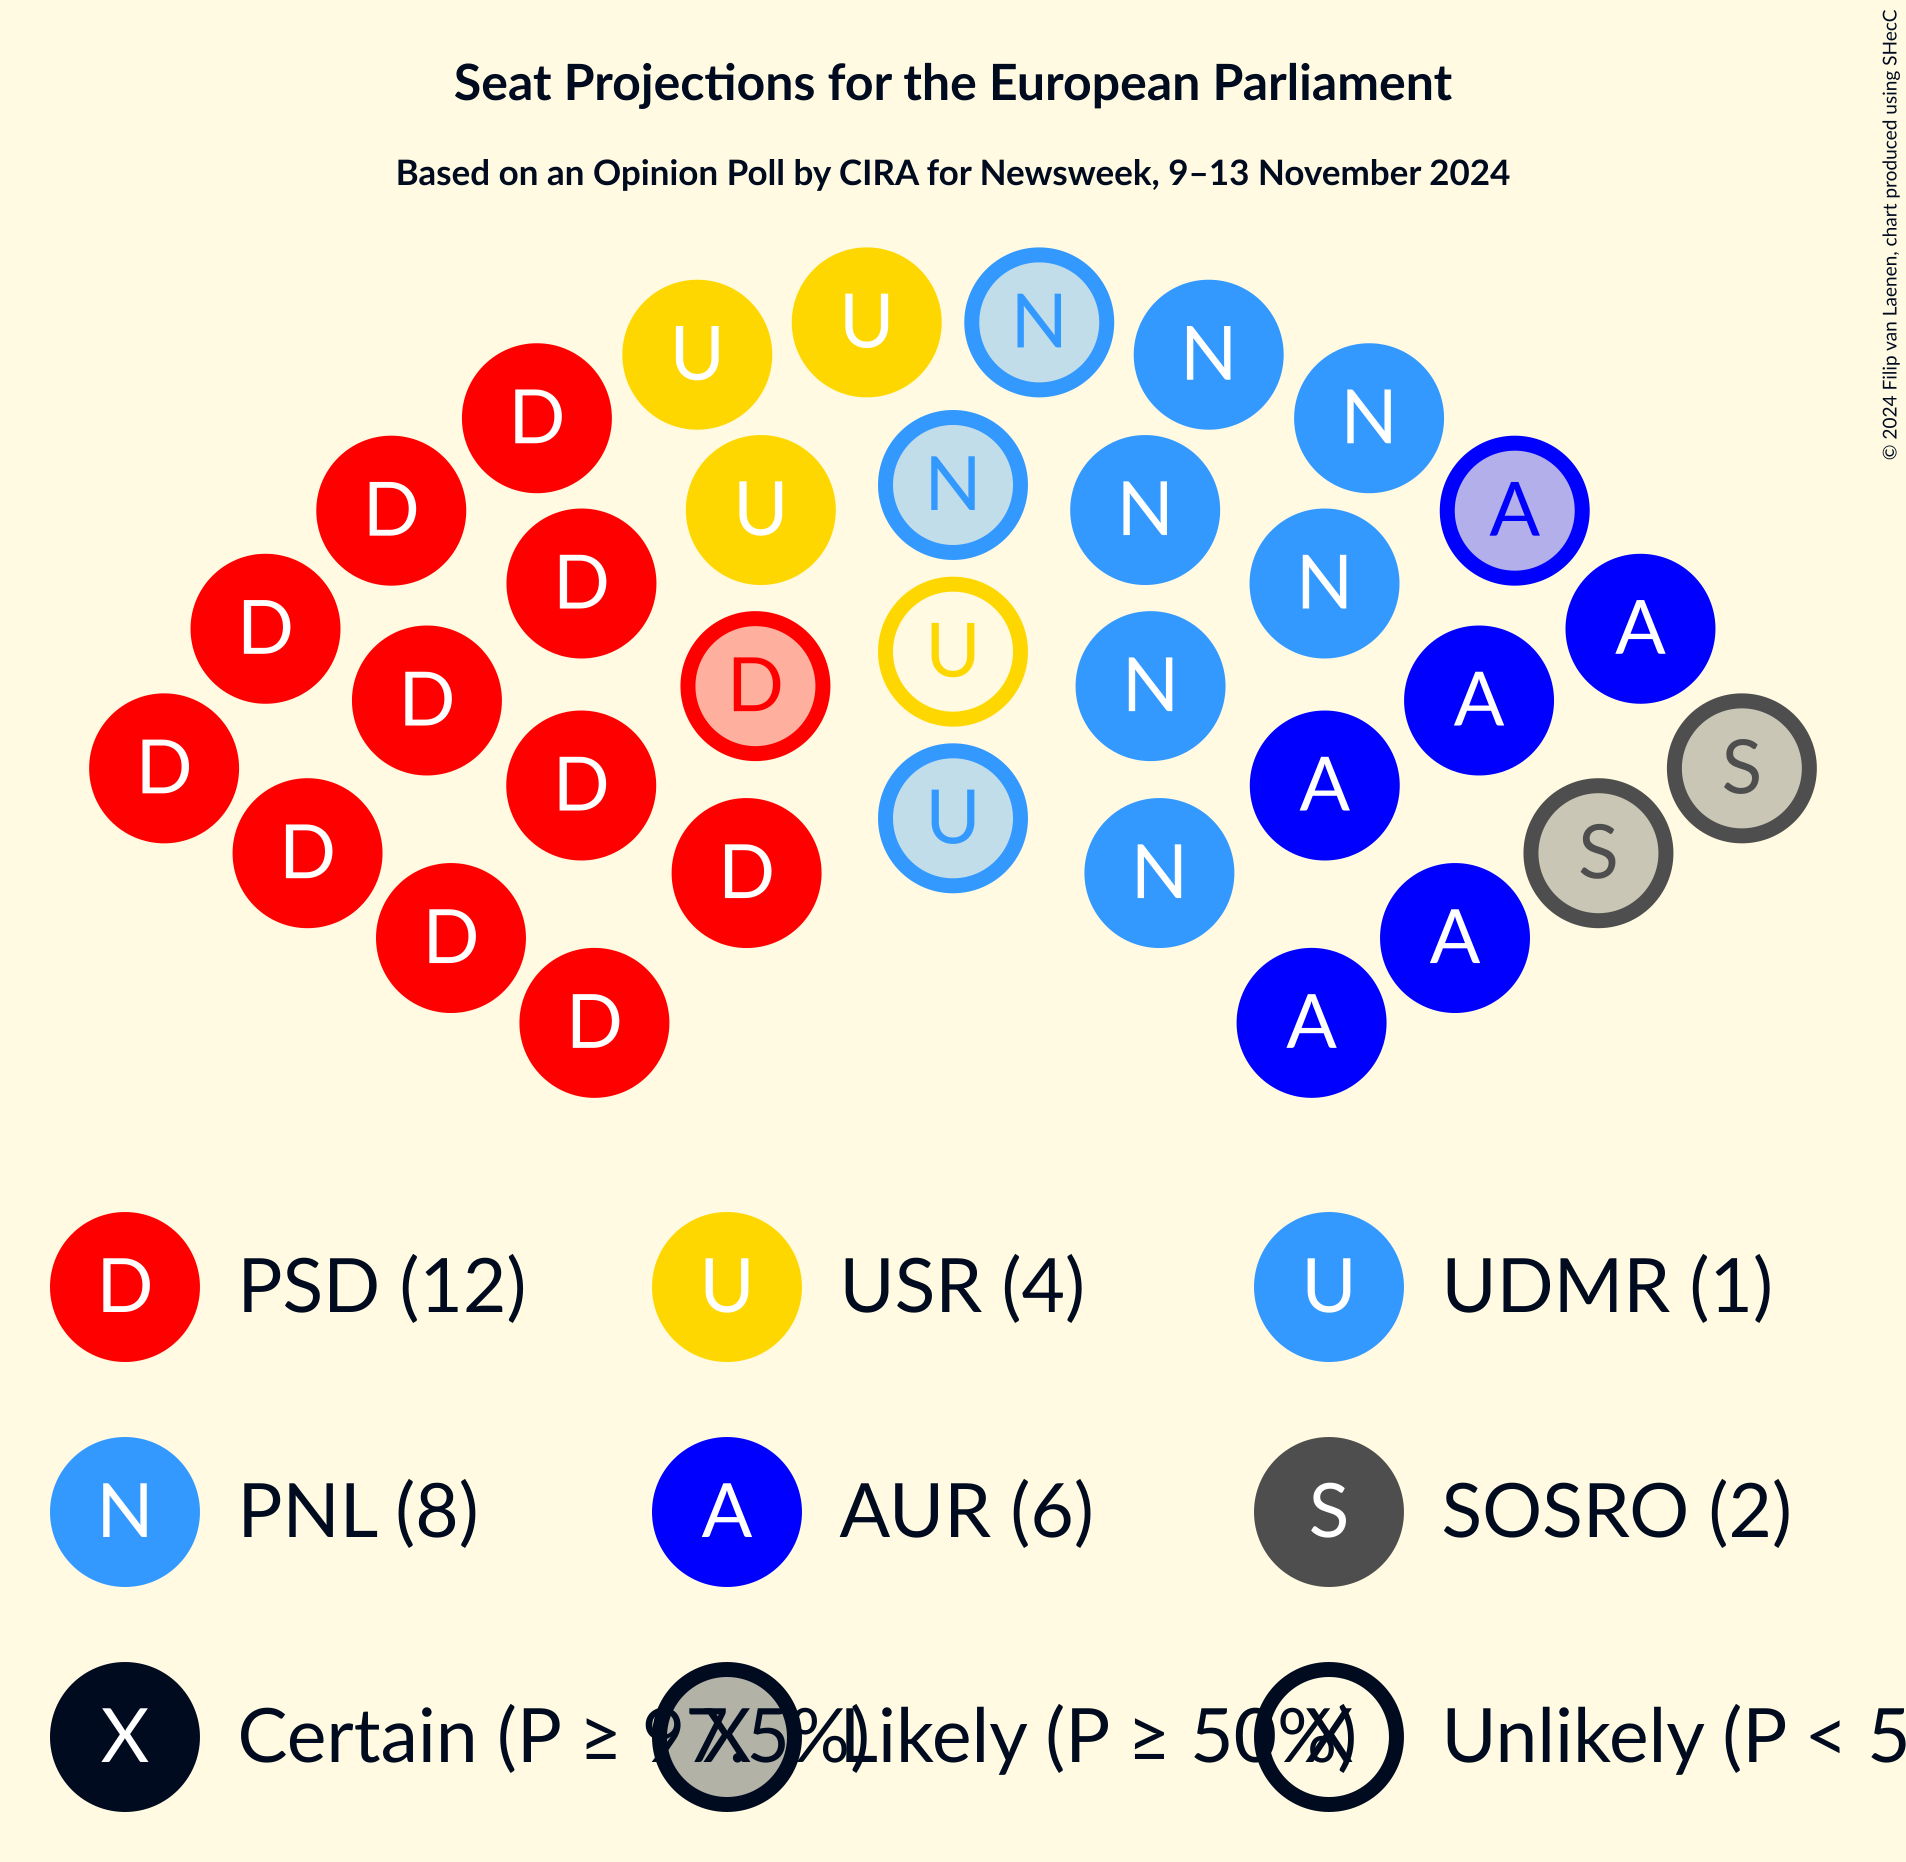 Seat Projections for the European Parliament
Based on an Opinion Poll by CIRA for Newsweek, 9–13 November 2024
© 2024 Filip van Laenen, chart produced using SHecC
U U N N
D U N N
D U N N A
D D N A
D D D U N A A
D D U N A A S
D D D N A S
D A
D PSD (12) U USR (4) U UDMR (1)
N PNL (8) A AUR (6) S SOSRO (2)
X Certain (P ≥ 97.5%) X Likely (P ≥ 50%) X Unlikely (P < 5